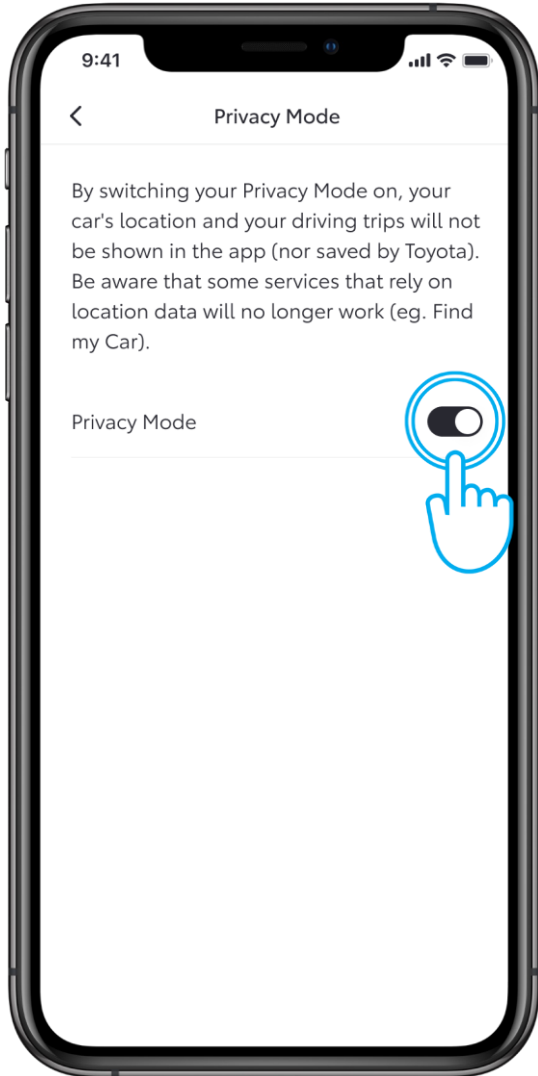 9:41
Privacy Mode
By switching your Privacy Mode on, your
car's location and your driving trips will not
be shown in the app (nor saved by Toyota).
Be aware that some services that rely on
location data will no longer work (eg. Find
my Car).
Privacy Mode